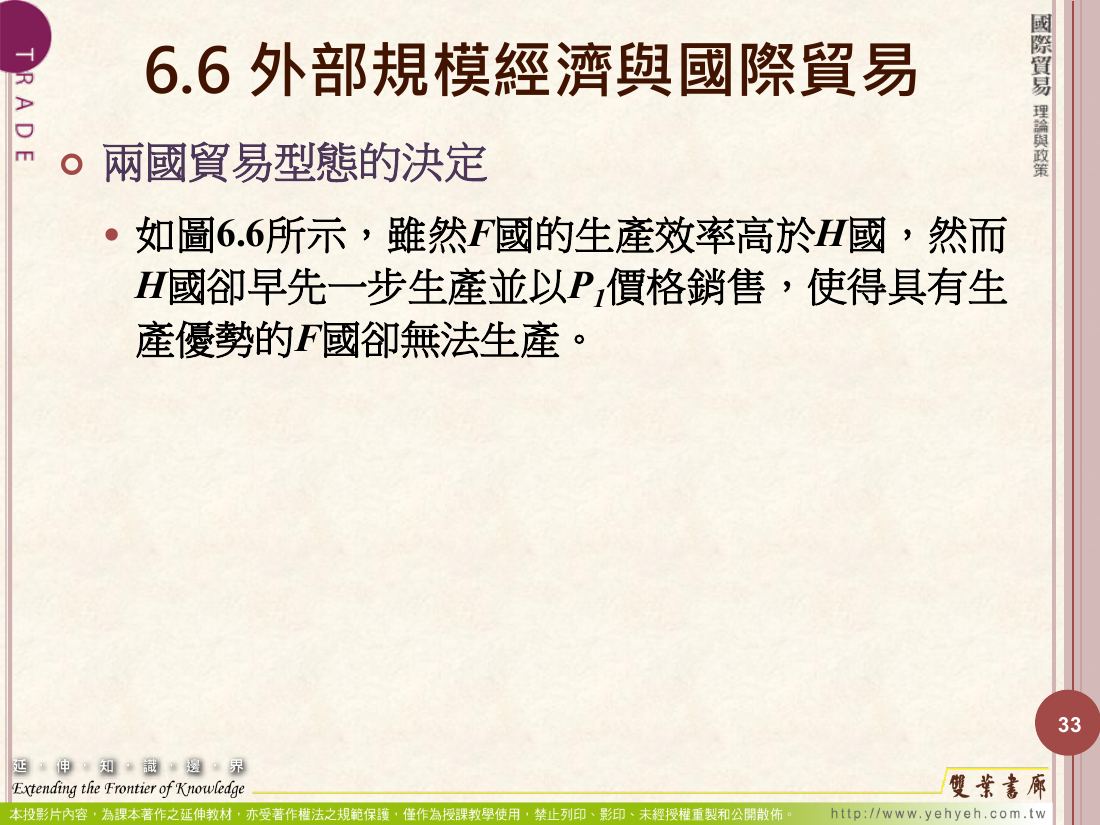 TRADE
國際貿易 理論與政策
6.6 外部規模經濟與國際貿易
兩國貿易型態的決定
如圖6.6所示，雖然F國的生產效率高於H國，然而
H國卻早先一步生產並以P1價格銷售，使得具有生
產優勢的F國卻無法生產。
33
延．伸．知．識．邊．界
Extending the Frontier of Knowledge
雙葉書廊
本投影片內容，為課本著作之延伸教材，亦受著作權法之規範保護，僅作為授課教學使用，禁止列印、影印、未經授權重製和公開散佈。
http://www.yehyeh.com.tw